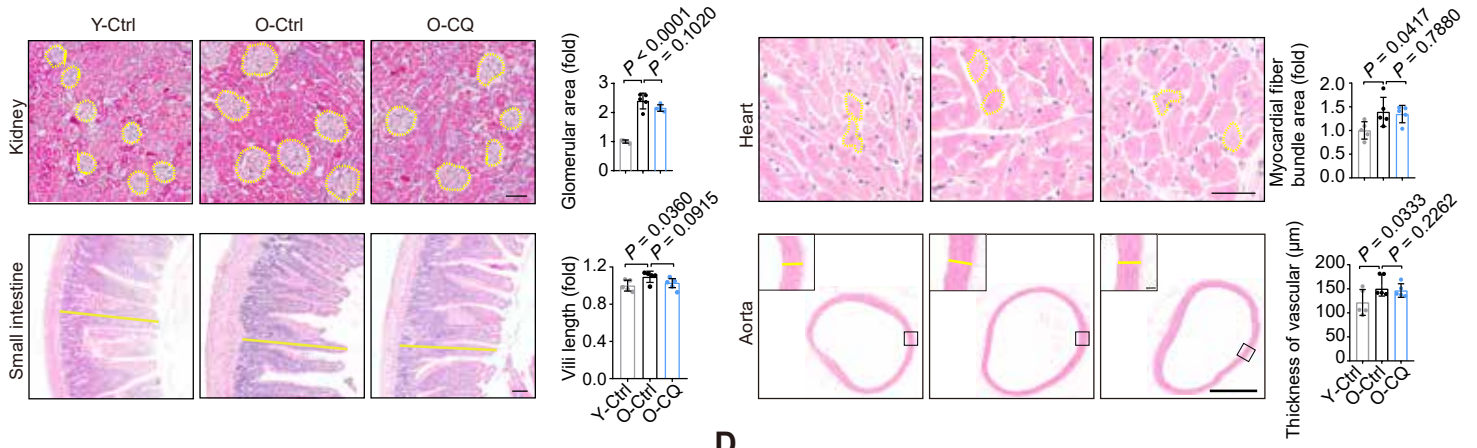 Y-Ctrl
O-Ctrl
O-CQ
Kidney
Glomerular area (fold)
P < 0.0001
P = 0.1020
3
2
1
0
Heart
Myocardial fiber
bundle area (fold)
P = 0.0417
P = 0.7880
2.0
1.5
1.0
0.5
0.0
Small intestine
Vili length (fold)
P = 0.0360
P = 0.0915
1.2
0.8
0.4
0.0
Y-Ctrl
O-Ctrl
O-CQ
Aorta
Thickness of vascular (µm)
P = 0.0333
P = 0.2262
200
150
100
50
0
Y-Ctrl
O-Ctrl
O-CQ
D